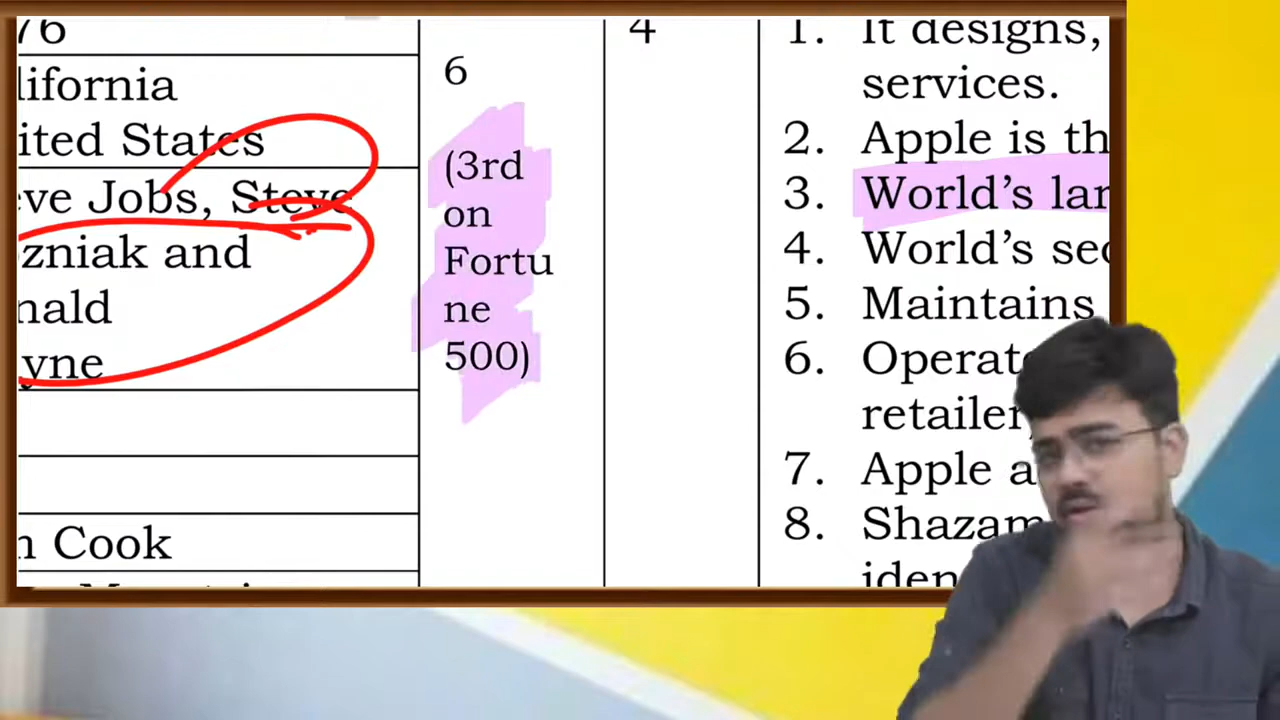 76
lifornia
ited States
eve Jobs, Steve
zniak and
nald
yne
n Cook
6
(3rd
on
Fortu
ne
500)
4
1. It designs,
services.
2. Apple is th
3. World's lar
4. World's sec
5. Maintains
6. Operat
retailer
7. Apple a
8. Shazam
iden